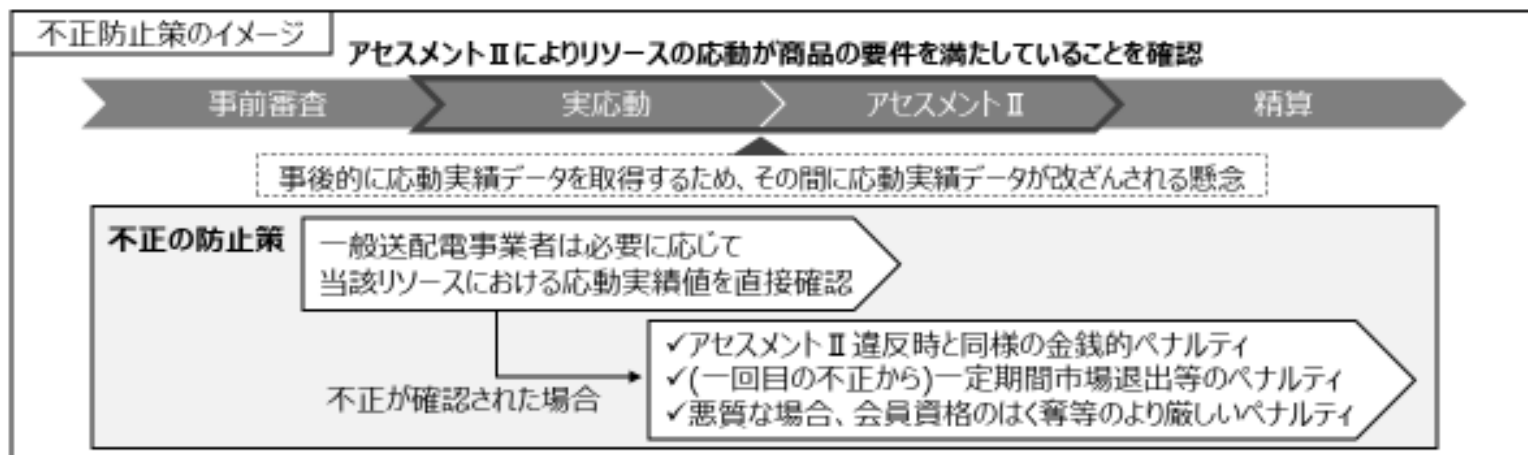 不正防止策のイメージ
アセスメントⅡによりリソースの応動が商品の要件を満たしていることを確認
事前審査
実応動
アセスメントⅡ
精算
事後的に応動実績データを取得するため、その間に応動実績データが改ざんされる懸念
不正の防止策
一般送配電事業者は必要に応じて
当該リソースにおける応動実績値を直接確認
不正が確認された場合
✓アセスメントⅡ違反時と同様の金銭的ペナルティ
✓(一回目の不正から)一定期間市場退出等のペナルティ
✓悪質な場合、会員資格のはく奪等のより厳しいペナルティ